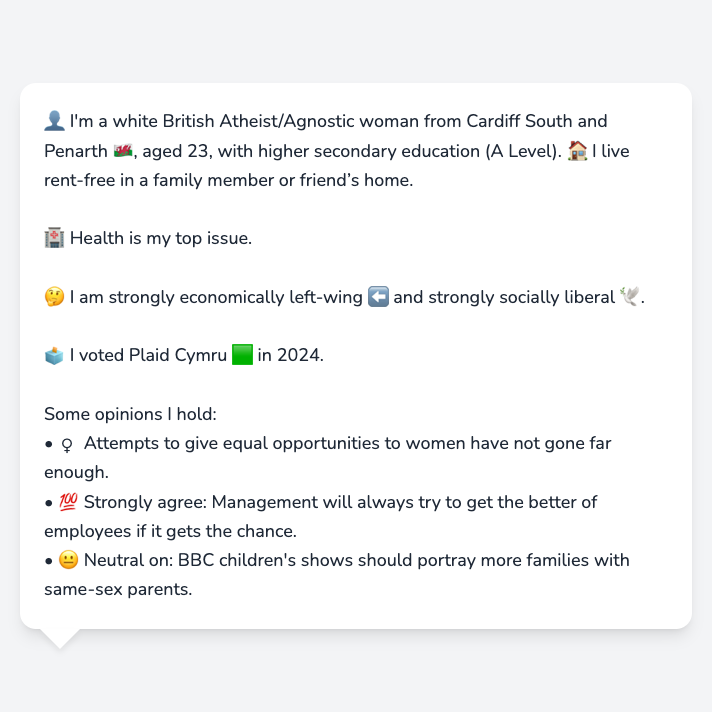 👤 I'm a white British Atheist/Agnostic woman from Cardiff South and
Penarth 🏴󠁧󠁢󠁷󠁬󠁳󠁿, aged 23, with higher secondary education (A Level). 🏠 I live
rent-free in a family member or friend’s home.
🏥 Health is my top issue.
🤔 I am strongly economically left-wing ⬅️ and strongly socially liberal 🕊️.
🗳️ I voted Plaid Cymru 🟩 in 2024.
Some opinions I hold:
• ♀ Attempts to give equal opportunities to women have not gone far
enough.
• 💯 Strongly agree: Management will always try to get the better of
employees if it gets the chance.
• 😐 Neutral on: BBC children's shows should portray more families with
same-sex parents.